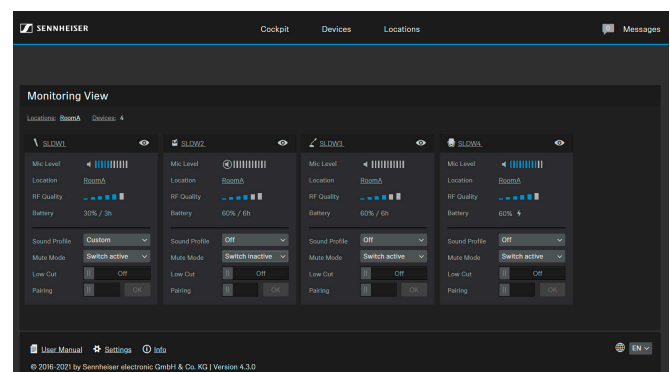 SENNHEISER Cockpit Devices Locations Messages
Monitoring View
Locations: RoomA Devices: 4
SLDW1 SLDW2 SLDW3 SLDW4
Mic Level Mic Level Mic Level Mic Level
Location RoomA Location RoomA Location RoomA Location RoomA
RF Quality RF Quality RF Quality RF Quality
Battery 30% / 3h Battery 60% / 6h Battery 60% / 6h Battery 60%
Sound Profile Custom Sound Profile Off Sound Profile Off Sound Profile Off
Mute Mode Switch active Mute Mode Switch inactive Mute Mode Switch active Mute Mode Switch active
Low Cut Off Low Cut Off Low Cut Off Low Cut Off
Pairing OK Pairing OK Pairing OK Pairing OK
User Manual Settings Info EN
© 2016-2021 by Sennheiser electronic GmbH & Co. KG | Version 4.3.0